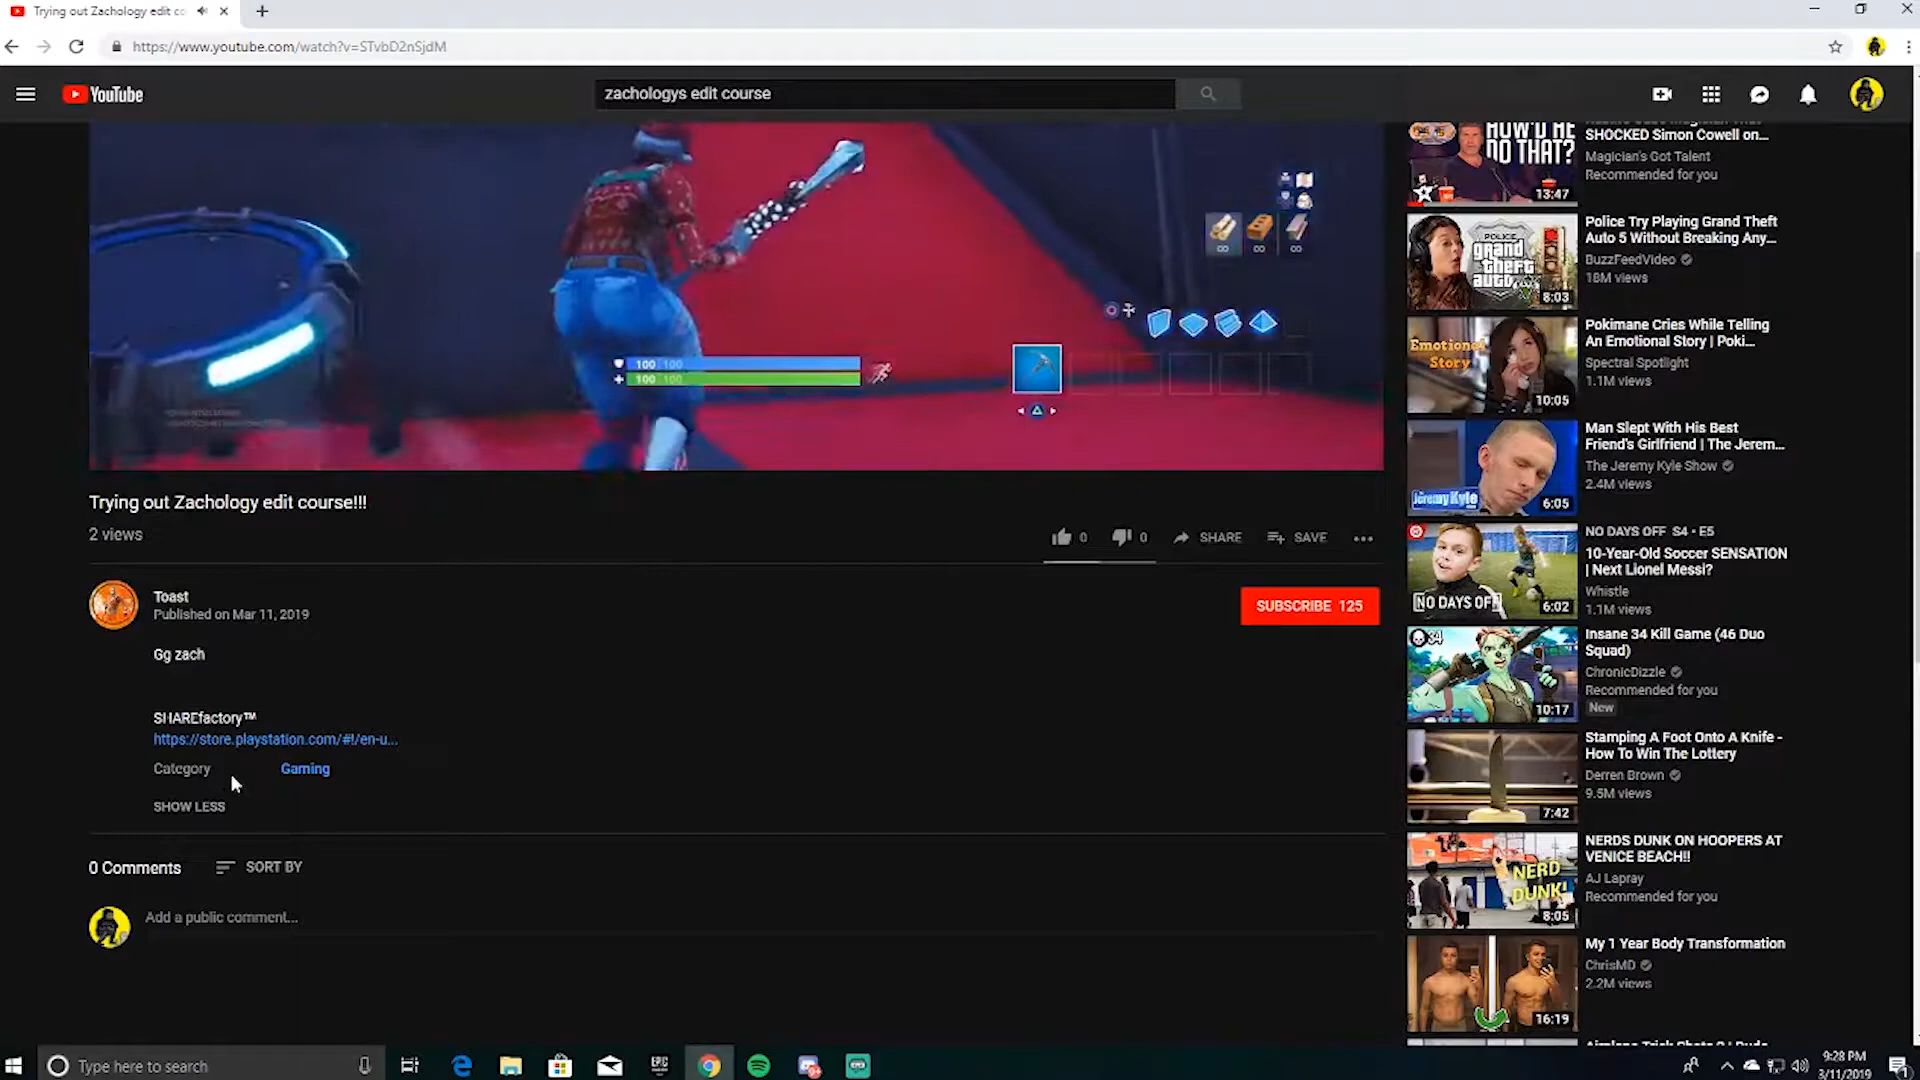 Trying out Zachology edit co
https://www.youtube.com/watch?v=STvbD2nSjdM
YouTube
zachologys edit course
100 100
100 100
∞ ∞ ∞
Trying out Zachology edit course!!!
2 views
0
0
SHARE
SAVE
Toast
Published on Mar 11, 2019
SUBSCRIBE 125
Gg zach
SHAREfactory™
https://store.playstation.com/#!/en-u...
Category
Gaming
SHOW LESS
0 Comments
SORT BY
Add a public comment...
HOW'D HE
DO THAT?
13:47
SHOCKED Simon Cowell on...
Magician's Got Talent
Recommended for you
POLICE
grand
theft
auto
8:03
Police Try Playing Grand Theft
Auto 5 Without Breaking Any...
BuzzFeedVideo
18M views
Emotional
Story
10:05
Pokimane Cries While Telling
An Emotional Story | Poki...
Spectral Spotlight
1.1M views
Jeremy Kyle
6:05
Man Slept With His Best
Friend's Girlfriend | The Jerem...
The Jeremy Kyle Show
2.4M views
NO DAYS OFF
6:02
NO DAYS OFF S4 • E5
10-Year-Old Soccer SENSATION
| Next Lionel Messi?
Whistle
1.1M views
34
10:17
Insane 34 Kill Game (46 Duo
Squad)
ChronicDizzle
Recommended for you
New
7:42
Stamping A Foot Onto A Knife -
How To Win The Lottery
Derren Brown
9.5M views
NERD
DUNK!
8:05
NERDS DUNK ON HOOPERS AT
VENICE BEACH!!
AJ Lapray
Recommended for you
16:19
My 1 Year Body Transformation
ChrisMD
2.2M views
Type here to search
EPIC
9:28 PM
3/11/2019
1